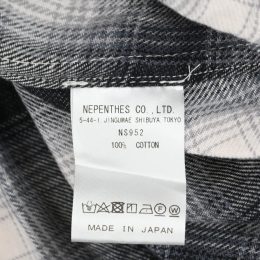 NEPENTHES CO.,LTD.
5-44-1 JINGUMAE SHIBUYA TOKYO
NS952
100% COTTON
MADE IN JAPAN